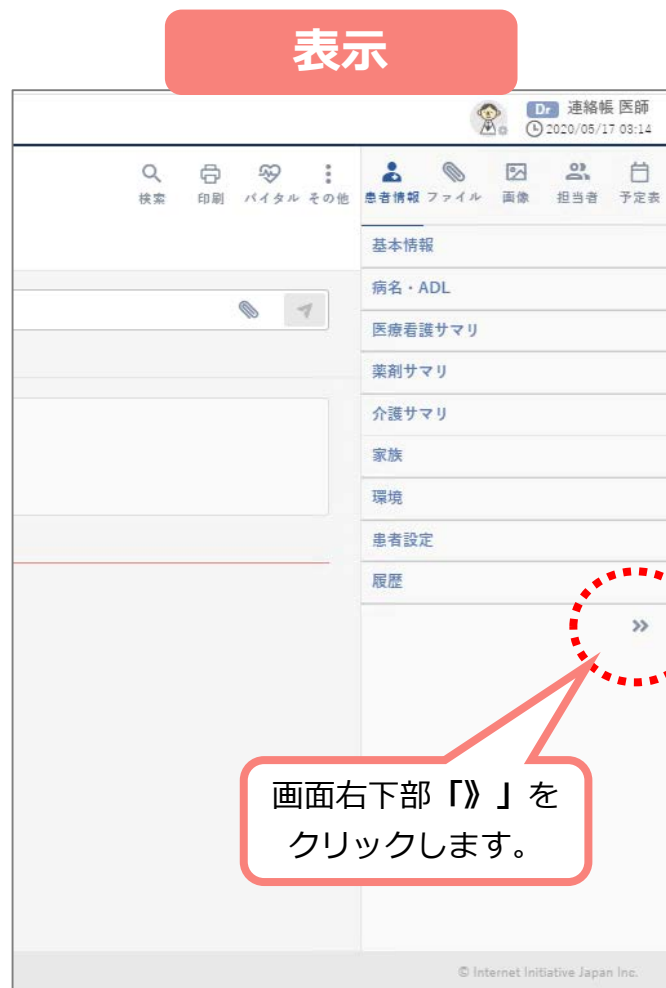 表示
Dr 連絡帳 医師
2020/05/17 03:14
検索 印刷 バイタル その他 患者情報 ファイル 画像 担当者 予定表
基本情報
病名・ADL
医療看護サマリ
薬剤サマリ
介護サマリ
家族
環境
患者設定
履歴
»
画面右下部「》」を
クリックします。
© Internet Initiative Japan Inc.